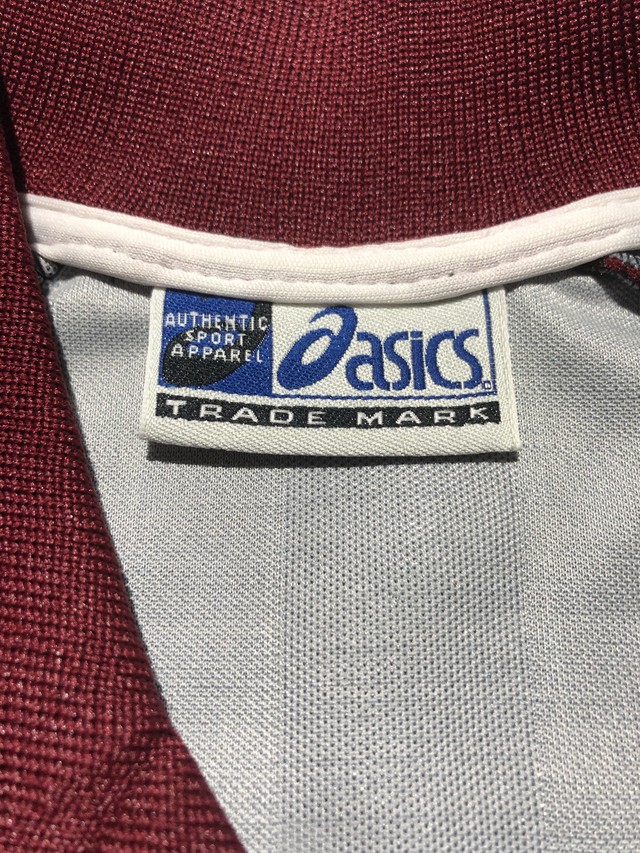 AUTHENTIC
SPORT
APPAREL
asics
TRADE MARK